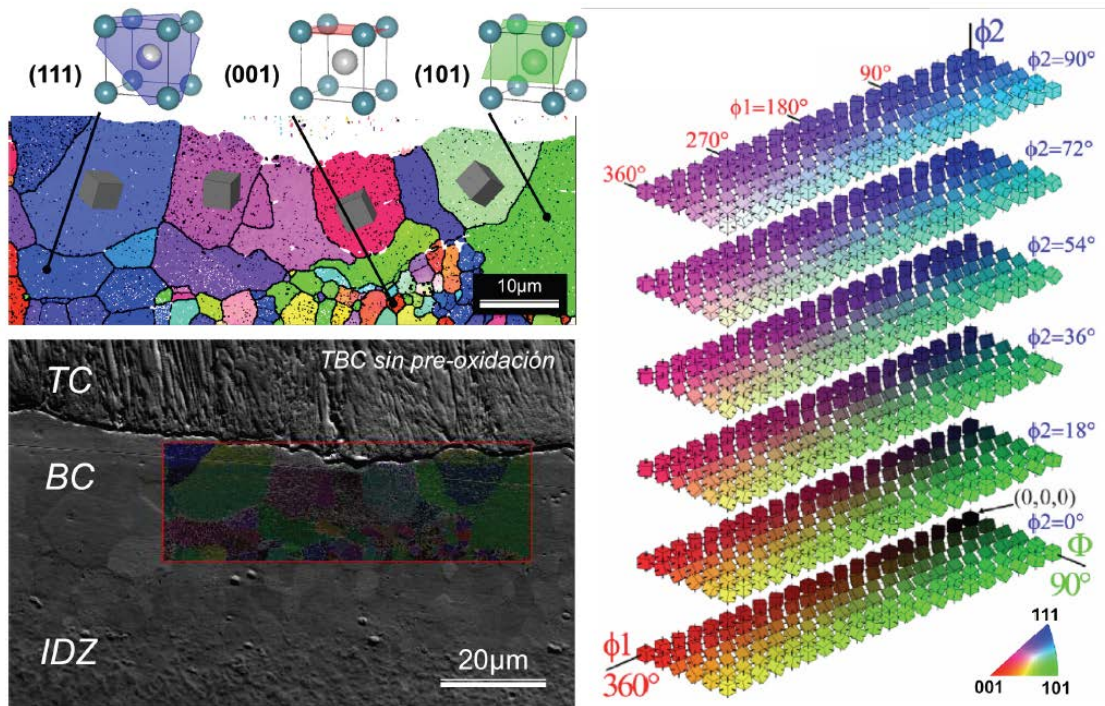 (111)
(001)
(101)
10µm
TBC sin pre-oxidación
TC
BC
IDZ
20µm
ϕ2
ϕ2=90°
90°
ϕ1=180°
270°
360°
ϕ2=72°
ϕ2=54°
ϕ2=36°
ϕ2=18°
(0,0,0)
ϕ2=0°
Φ
90°
ϕ1
360°
111
001
101